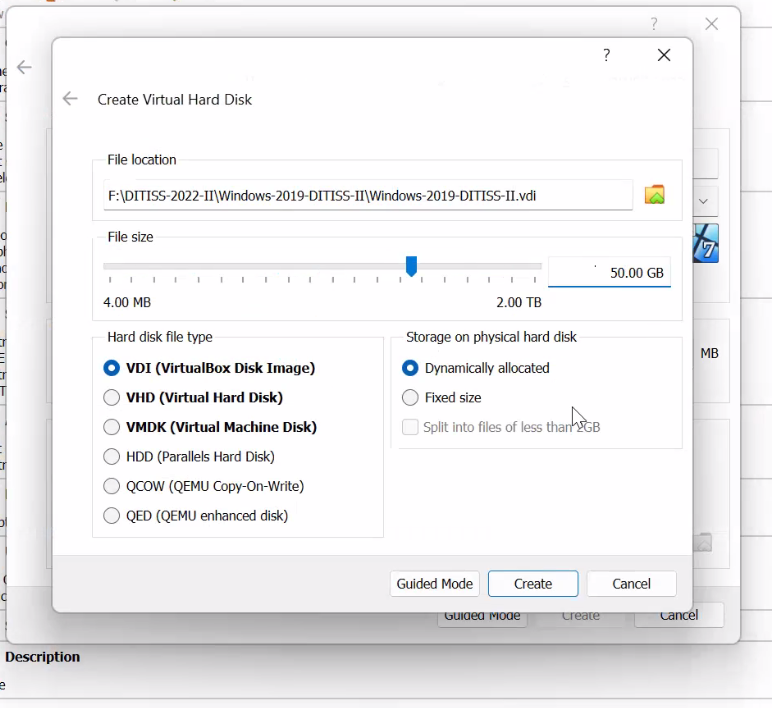 ?
?
Create Virtual Hard Disk
File location
F:\DITISS-2022-II\Windows-2019-DITISS-II\Windows-2019-DITISS-II.vdi
File size
50.00 GB
4.00 MB 2.00 TB
Hard disk file type
VDI (VirtualBox Disk Image)
VHD (Virtual Hard Disk)
VMDK (Virtual Machine Disk)
HDD (Parallels Hard Disk)
QCOW (QEMU Copy-On-Write)
QED (QEMU enhanced disk)
Storage on physical hard disk
Dynamically allocated
Fixed size
Split into files of less than 2GB
7
MB
Guided Mode Create Cancel
Guided Mode Create Cancel
Description